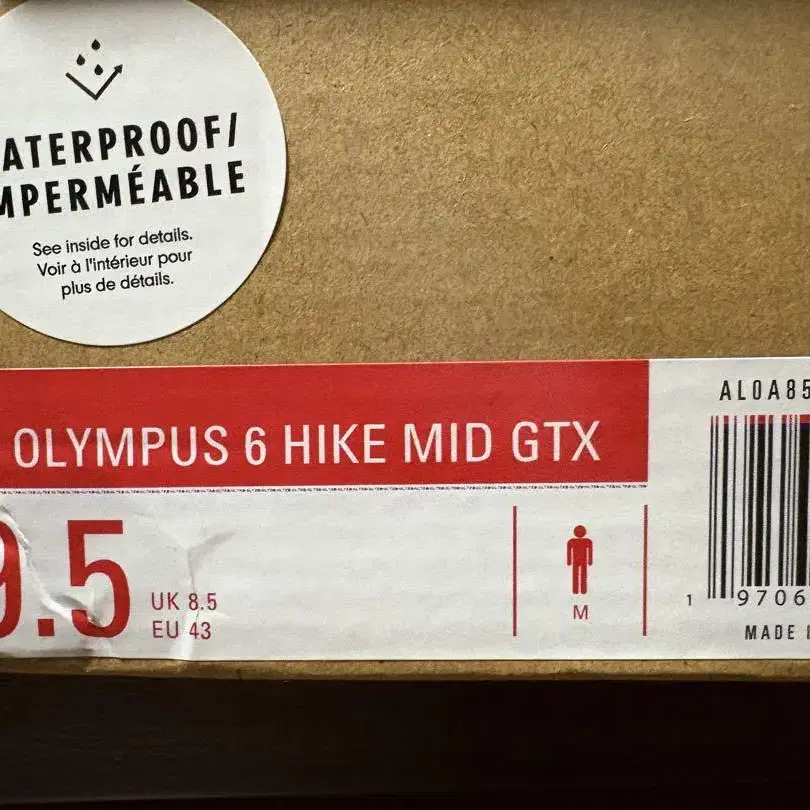 ATERPROOF/
MPERMÉABLE
See inside for details.
Voir à l'intérieur pour
plus de détails.
OLYMPUS 6 HIKE MID GTX
9.5
UK 8.5
EU 43
M
AL0A85
1 9706
MADE